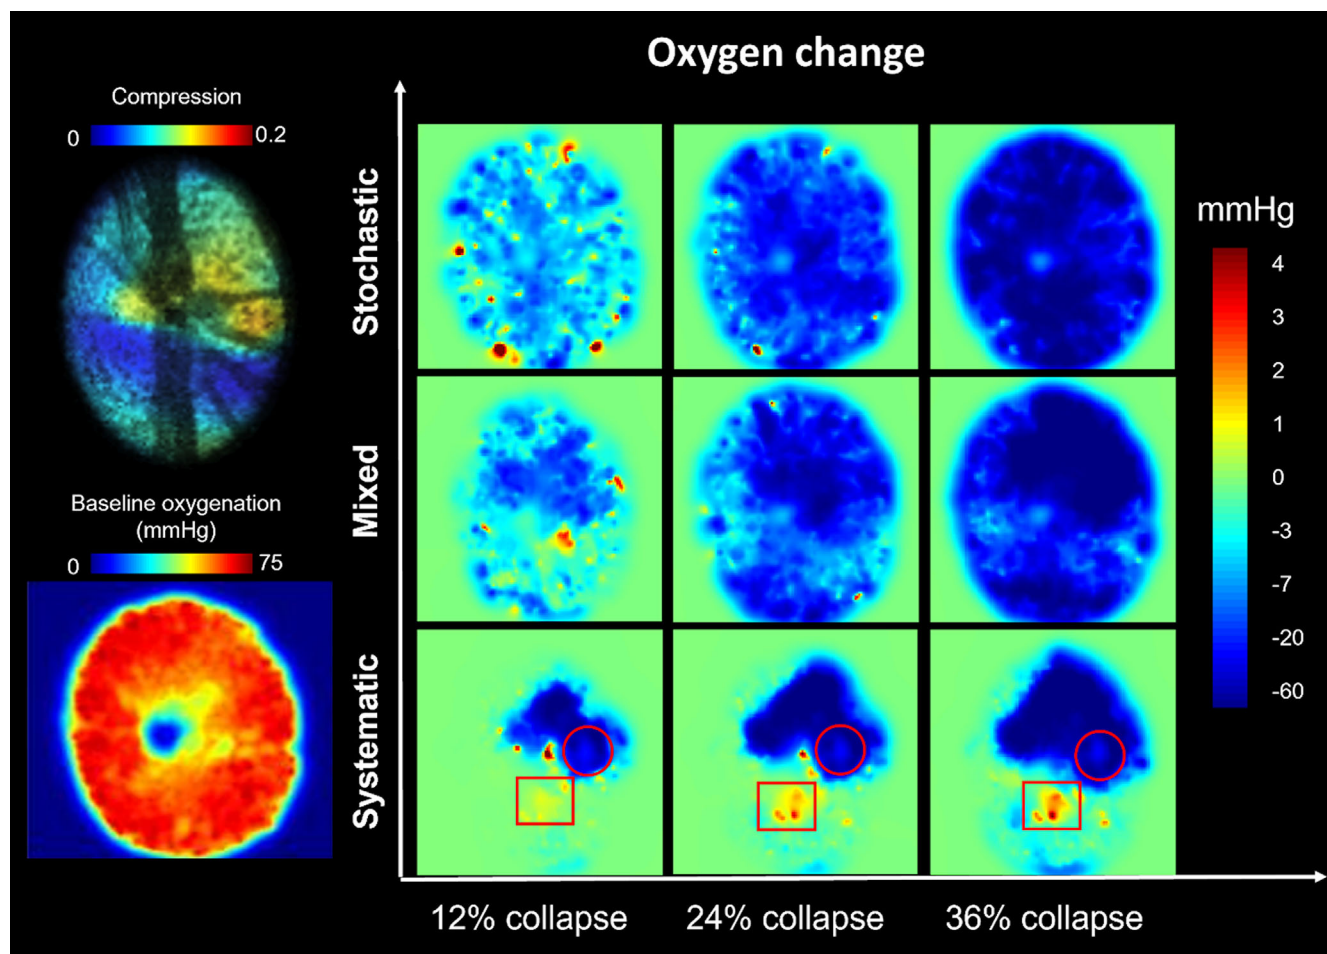 Oxygen change
Compression
0 0.2
Baseline oxygenation
(mmHg)
0 75
Stochastic
Mixed
Systematic
12% collapse 24% collapse 36% collapse
mmHg
4
3
2
1
0
-3
-7
-20
-60